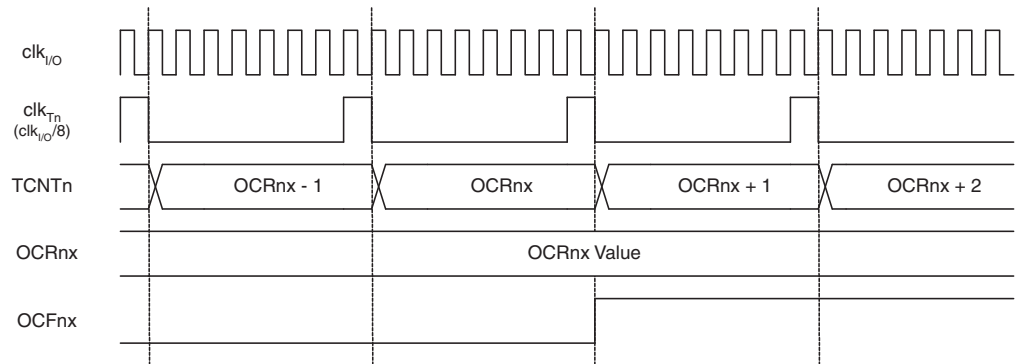 clkI/O
clkTn
(clkI/O/8)
TCNTn OCRnx - 1 OCRnx OCRnx + 1 OCRnx + 2
OCRnx OCRnx Value
OCFnx